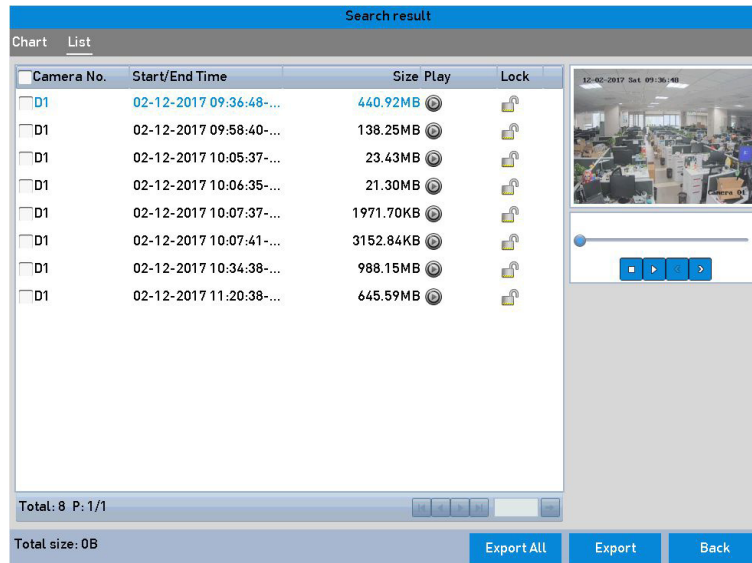 Search result
Chart List
Camera No. Start/End Time Size Play Lock
D1 02-12-2017 09:36:48-... 440.92MB
D1 02-12-2017 09:58:40-... 138.25MB
D1 02-12-2017 10:05:37-... 23.43MB
D1 02-12-2017 10:06:35-... 21.30MB
D1 02-12-2017 10:07:37-... 1971.70KB
D1 02-12-2017 10:07:41-... 3152.84KB
D1 02-12-2017 10:34:38-... 988.15MB
D1 02-12-2017 11:20:38-... 645.59MB
12-02-2017 Sat 09:36:48
Camera 01
Total: 8 P: 1/1
Total size: 0B
Export All Export Back